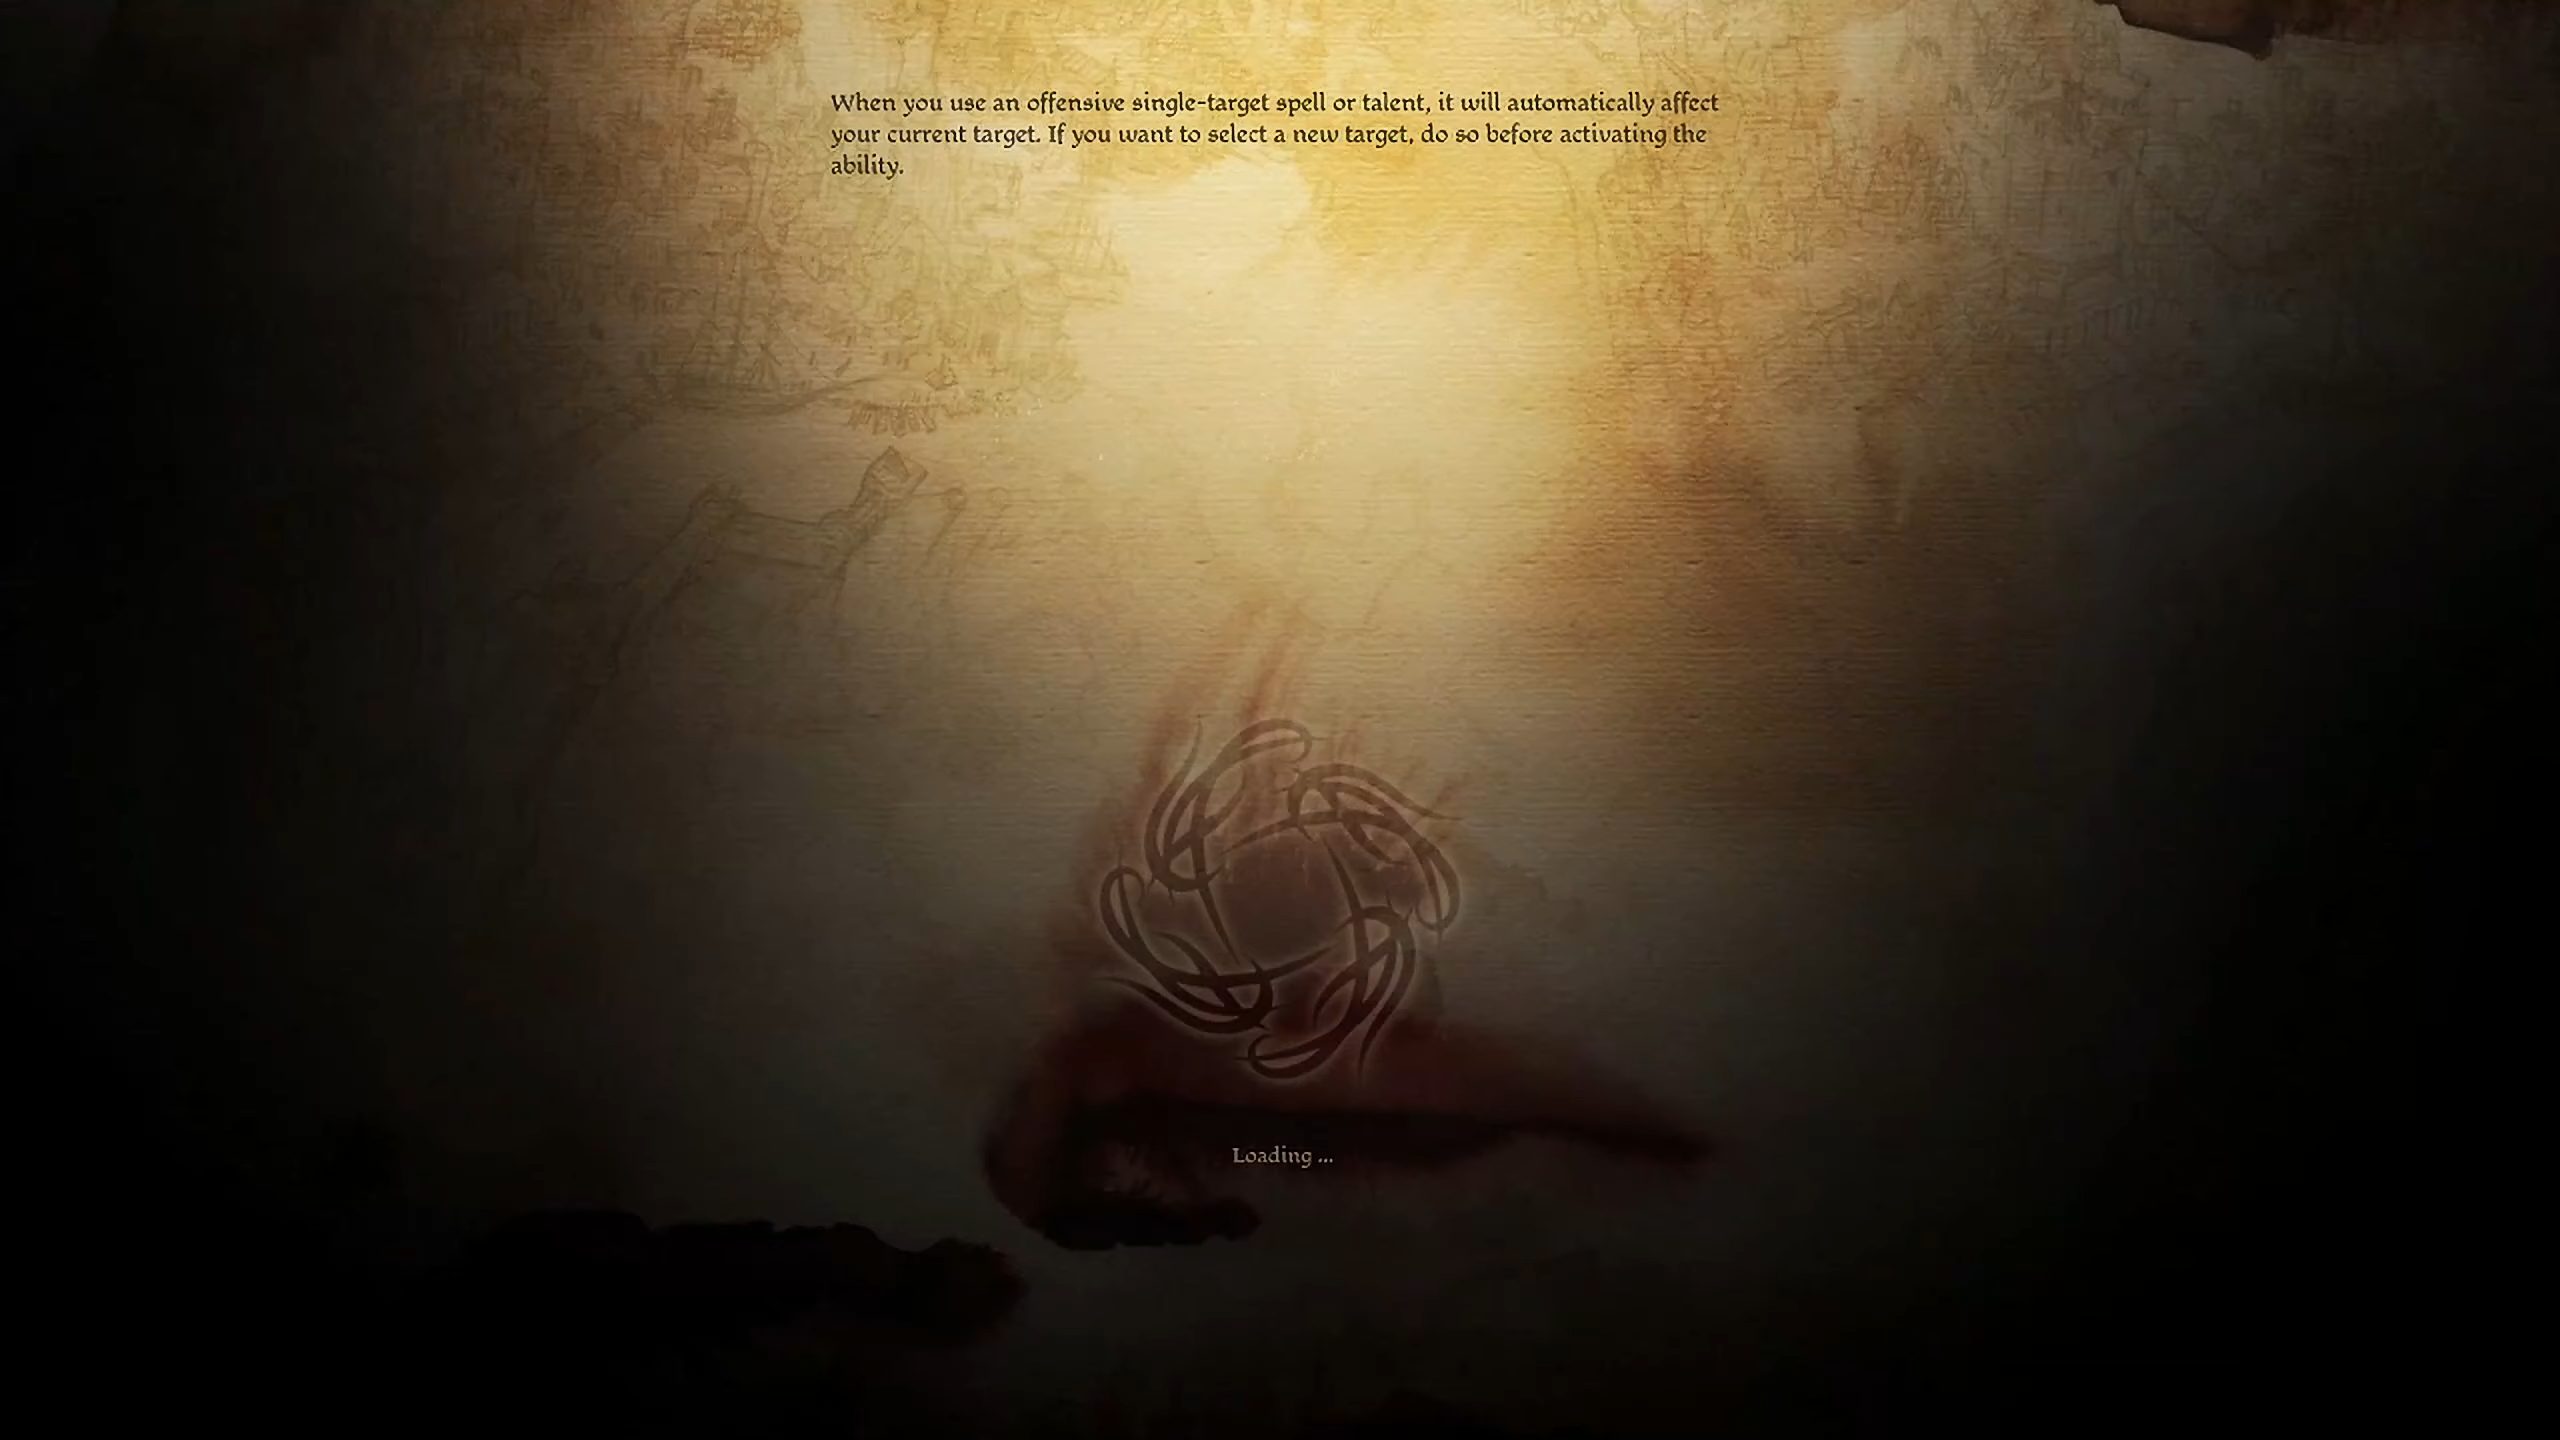 When you use an offensive single-target spell or talent, it will automatically affect
your current target. If you want to select a new target, do so before activating the
ability.
Loading ...